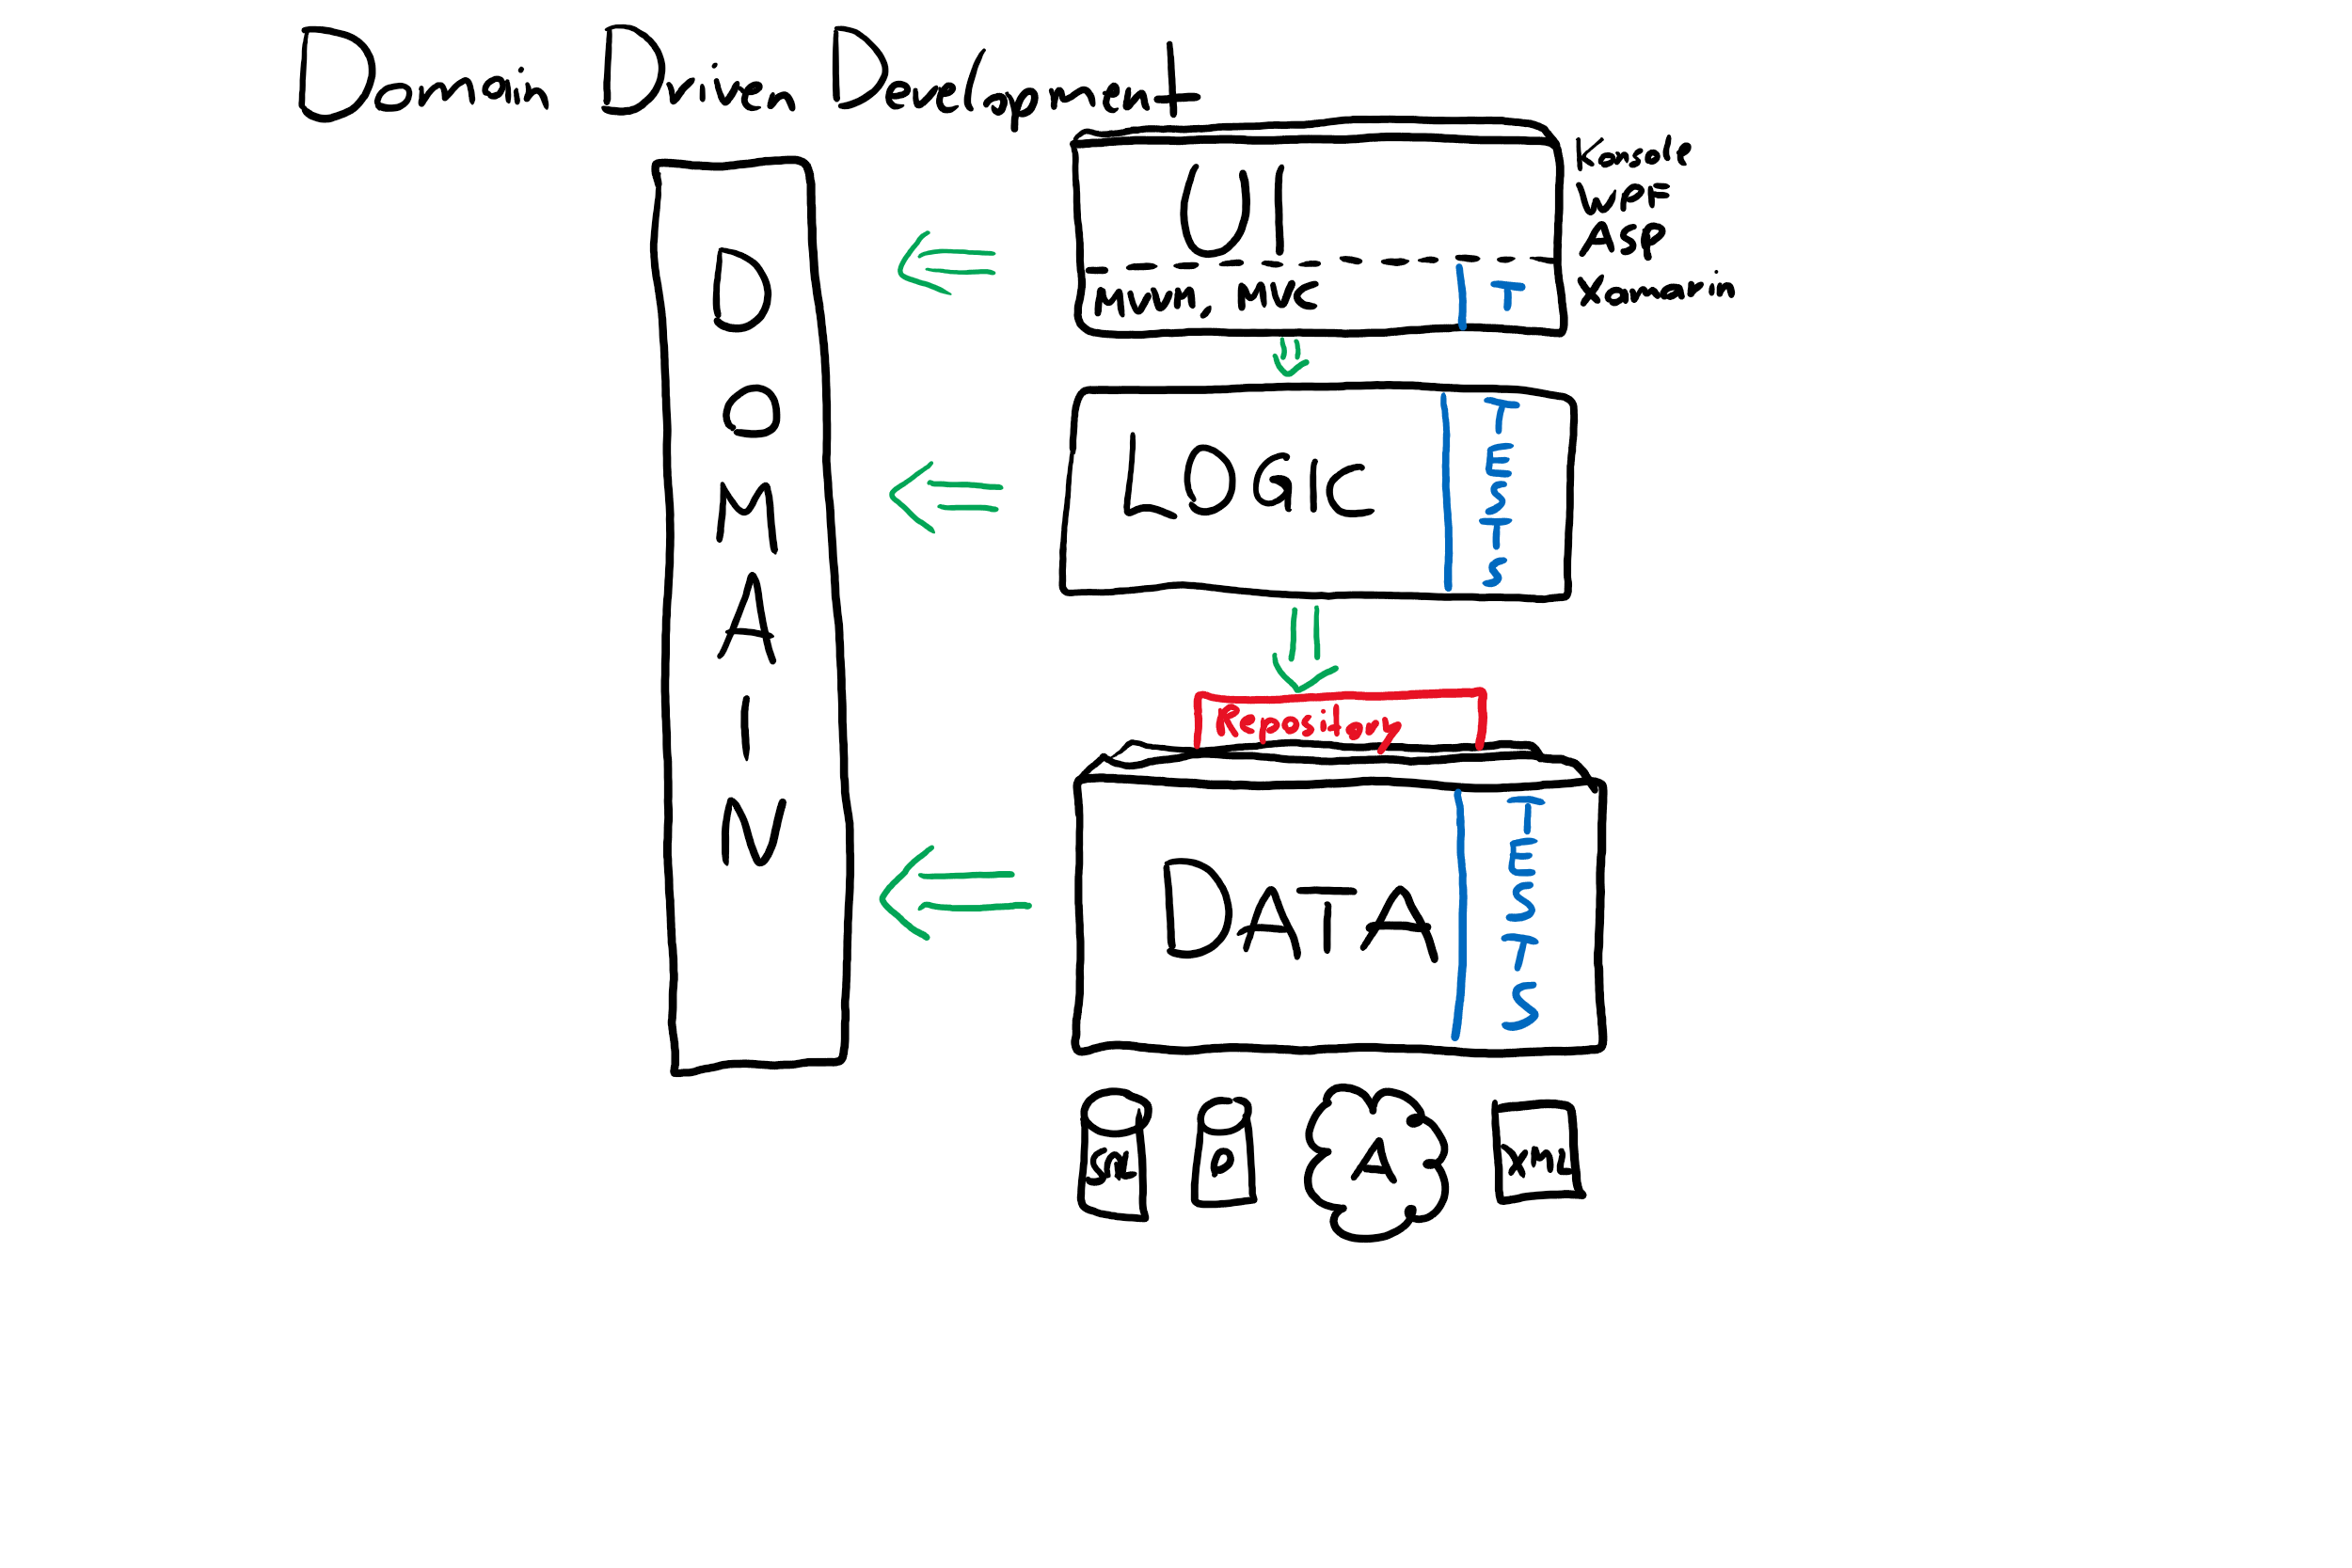 Domain Driven Development
DOMAIN
UI
MVVM, MVC
T
Konsole
WPF
ASP
Xamarin
LOGIC
TESTS
Repository
DATA
TESTS
SQL
P
A
XML